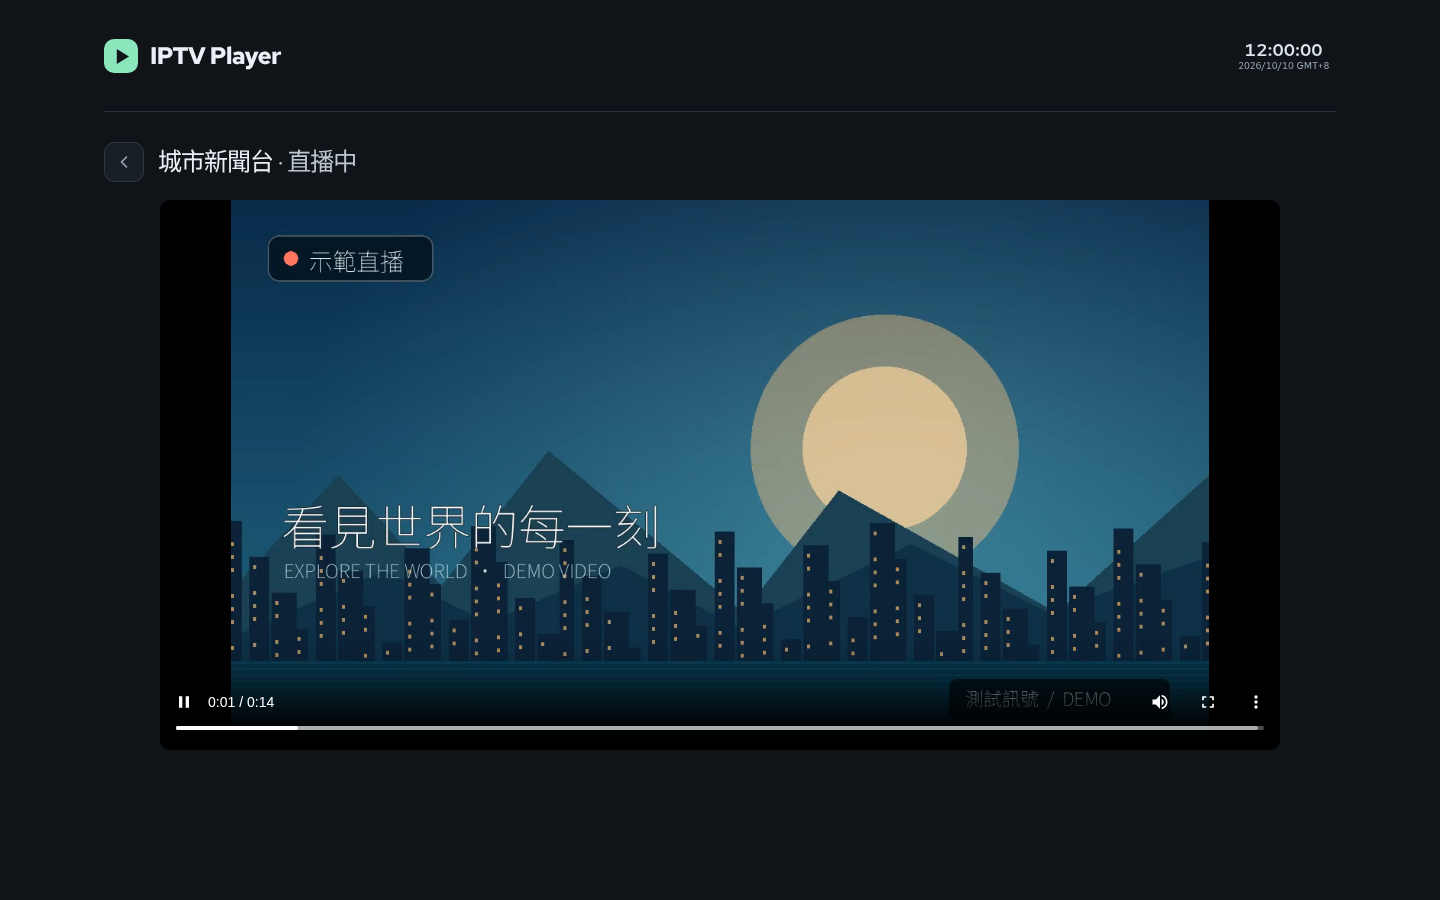 IPTV Player
12:00:00
2026/10/10 GMT+8
城市新聞台 · 直播中
示範直播
看見世界的每一刻
EXPLORE THE WORLD · DEMO VIDEO
測試訊號 / DEMO
0:01 / 0:14